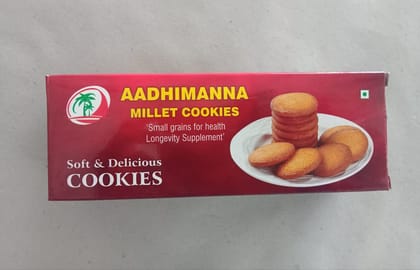 AADHIMANNA
MILLET COOKIES
'Small grains for health
Longevity Supplement'
Soft & Delicious
COOKIES